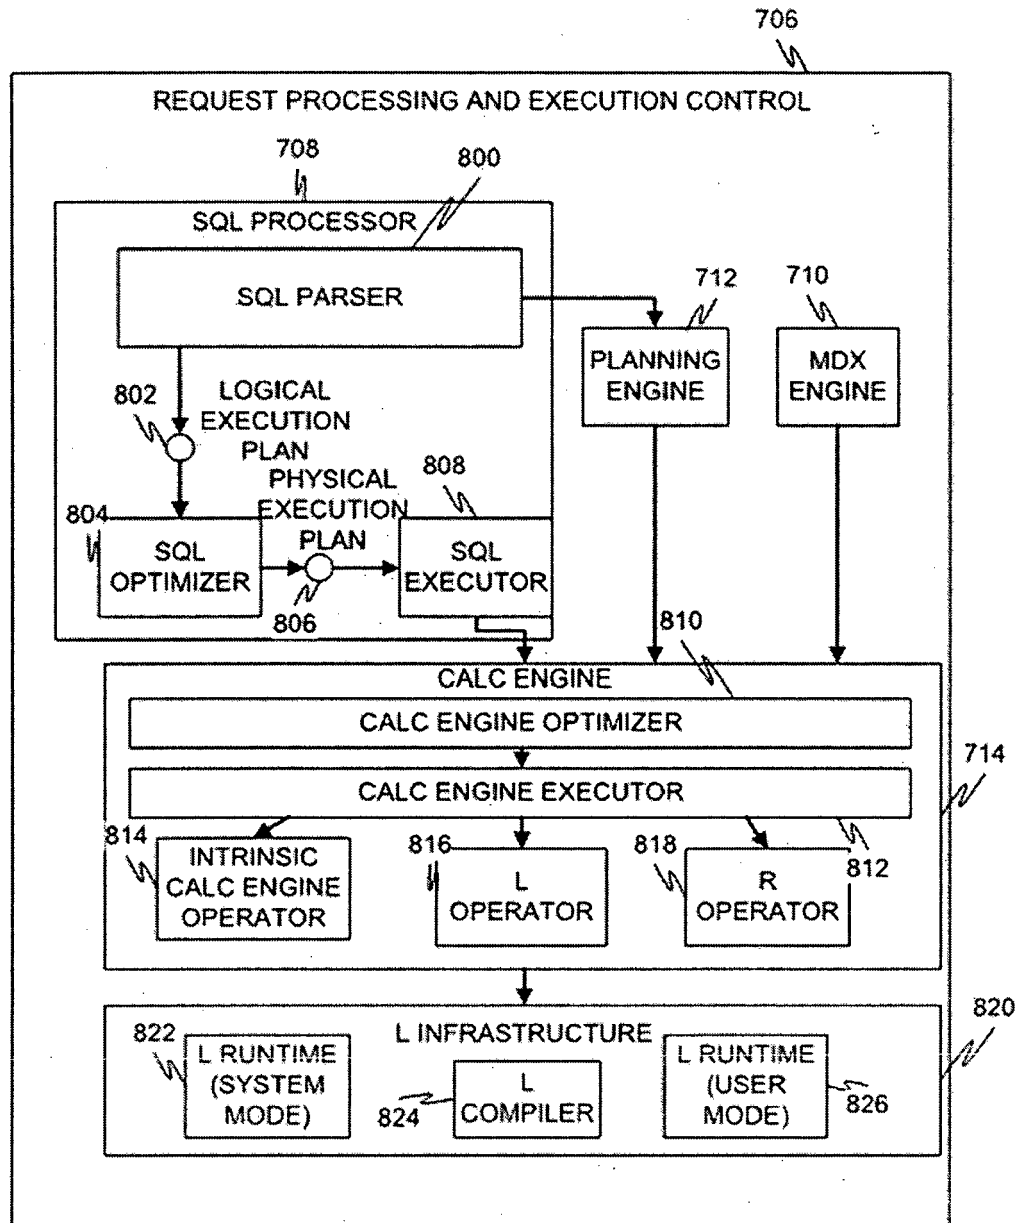 706
REQUEST PROCESSING AND EXECUTION CONTROL
708
800
SQL PROCESSOR
SQL PARSER
712
710
PLANNING
ENGINE
MDX
ENGINE
802
LOGICAL
EXECUTION
PLAN
PHYSICAL
EXECUTION
PLAN
808
804
SQL
OPTIMIZER
SQL
EXECUTOR
806
810
CALC ENGINE
CALC ENGINE OPTIMIZER
714
CALC ENGINE EXECUTOR
814
INTRINSIC
CALC ENGINE
OPERATOR
816
L
OPERATOR
818
R
OPERATOR
812
L INFRASTRUCTURE
820
822
L RUNTIME
(SYSTEM
MODE)
824
L
COMPILER
L RUNTIME
(USER
MODE)
826